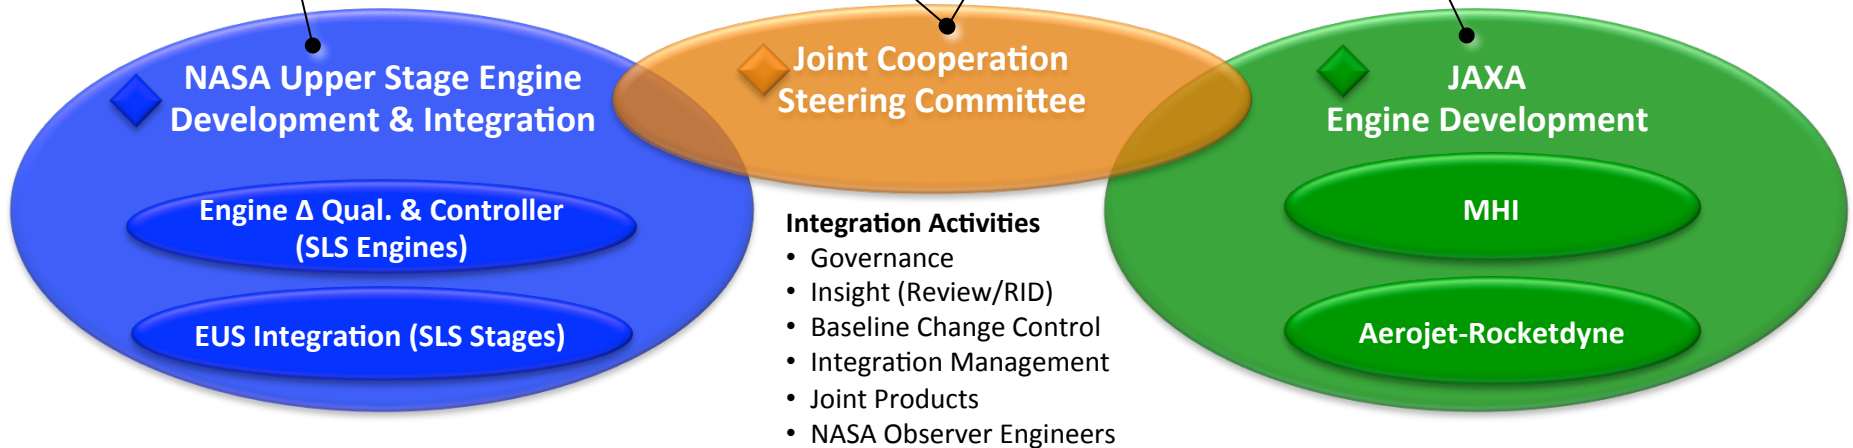 NASA Upper Stage Engine
Development & Integration
Engine Δ Qual. & Controller
(SLS Engines)
EUS Integration (SLS Stages)
Joint Cooperation
Steering Committee
Integration Activities
• Governance
• Insight (Review/RID)
• Baseline Change Control
• Integration Management
• Joint Products
• NASA Observer Engineers
JAXA
Engine Development
MHI
Aerojet-Rocketdyne